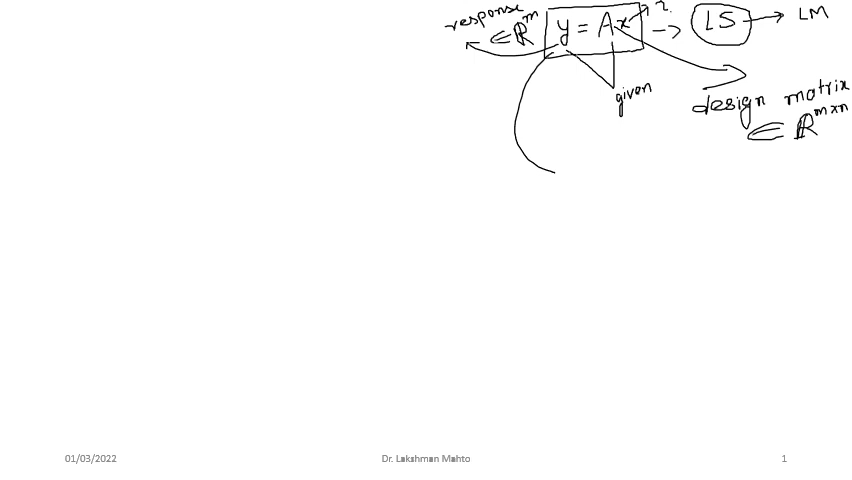 response ∈ ℝ^m
y = Ax → ?
→ LS → LM
given
design matrix
∈ ℝ^{m×n}
01/03/2022
Dr. Lakshman Mahto
1